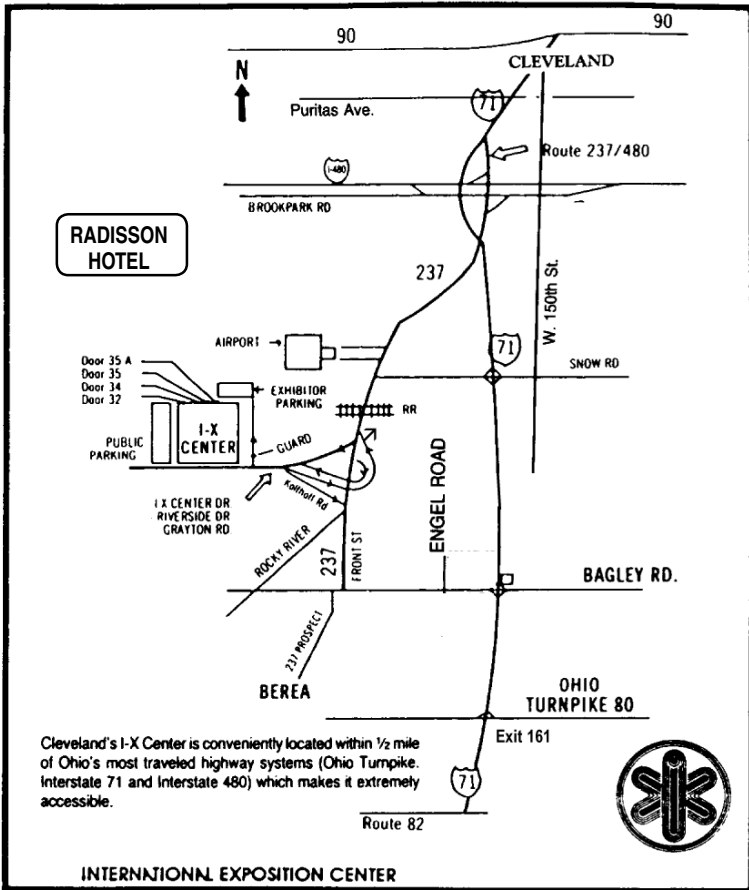 90
90
CLEVELAND
N
71
Puritas Ave.
Route 237/480
I-480
BROOKPARK RD
RADISSON
HOTEL
237
W. 150th St.
AIRPORT
71
SNOW RD
Door 35 A
Door 35
Door 34
Door 32
EXHIBITOR
PARKING
RR
I-X
CENTER
PUBLIC
PARKING
GUARD
I X CENTER DR
RIVERSIDE DR
GRAYTON RD
Kolthoff Rd
ENGEL ROAD
ROCKY RIVER
237
FRONT ST
BAGLEY RD.
237 PROSPECT
BEREA
OHIO
TURNPIKE 80
Exit 161
Cleveland's I-X Center is conveniently located within ½ mile
of Ohio's most traveled highway systems (Ohio Turnpike.
Interstate 71 and Interstate 480) which makes it extremely
accessible.
71
Route 82
INTERNATIONAL EXPOSITION CENTER